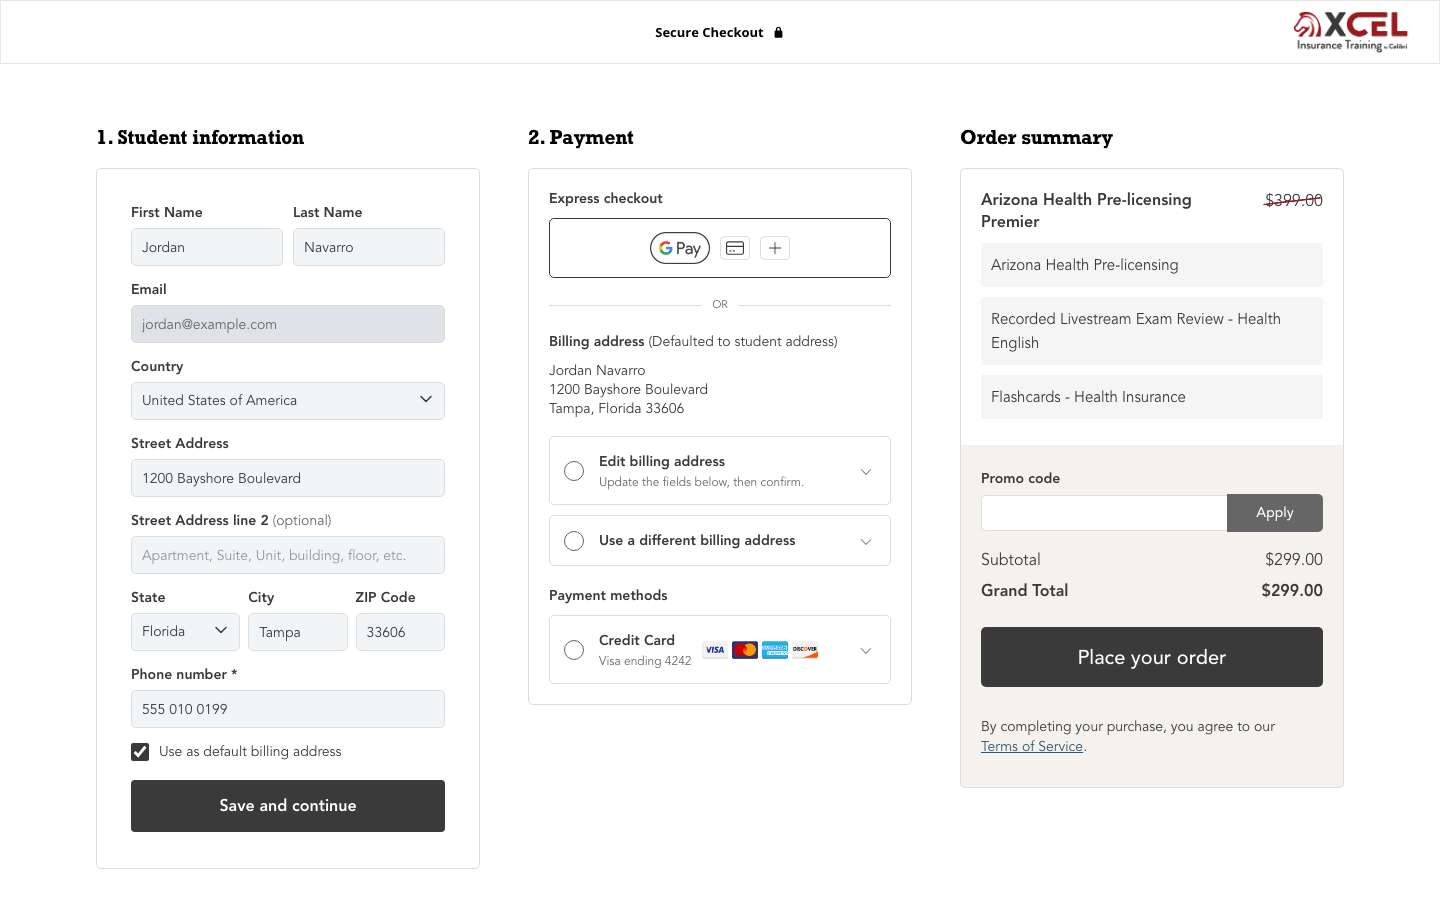 Secure Checkout
XCEL
Insurance Training by Colibri
1. Student information
First Name
Last Name
Jordan
Navarro
Email
jordan@example.com
Country
United States of America
Street Address
1200 Bayshore Boulevard
Street Address line 2 (optional)
Apartment, Suite, Unit, building, floor, etc.
State
City
ZIP Code
Florida
Tampa
33606
Phone number *
555 010 0199
Use as default billing address
Save and continue
2. Payment
Express checkout
G Pay
OR
Billing address (Defaulted to student address)
Jordan Navarro
1200 Bayshore Boulevard
Tampa, Florida 33606
Edit billing address
Update the fields below, then confirm.
Use a different billing address
Payment methods
Credit Card
Visa ending 4242
VISA
DISCOVER
Order summary
Arizona Health Pre-licensing
Premier
$399.00
Arizona Health Pre-licensing
Recorded Livestream Exam Review - Health
English
Flashcards - Health Insurance
Promo code
Apply
Subtotal
$299.00
Grand Total
$299.00
Place your order
By completing your purchase, you agree to our
Terms of Service.